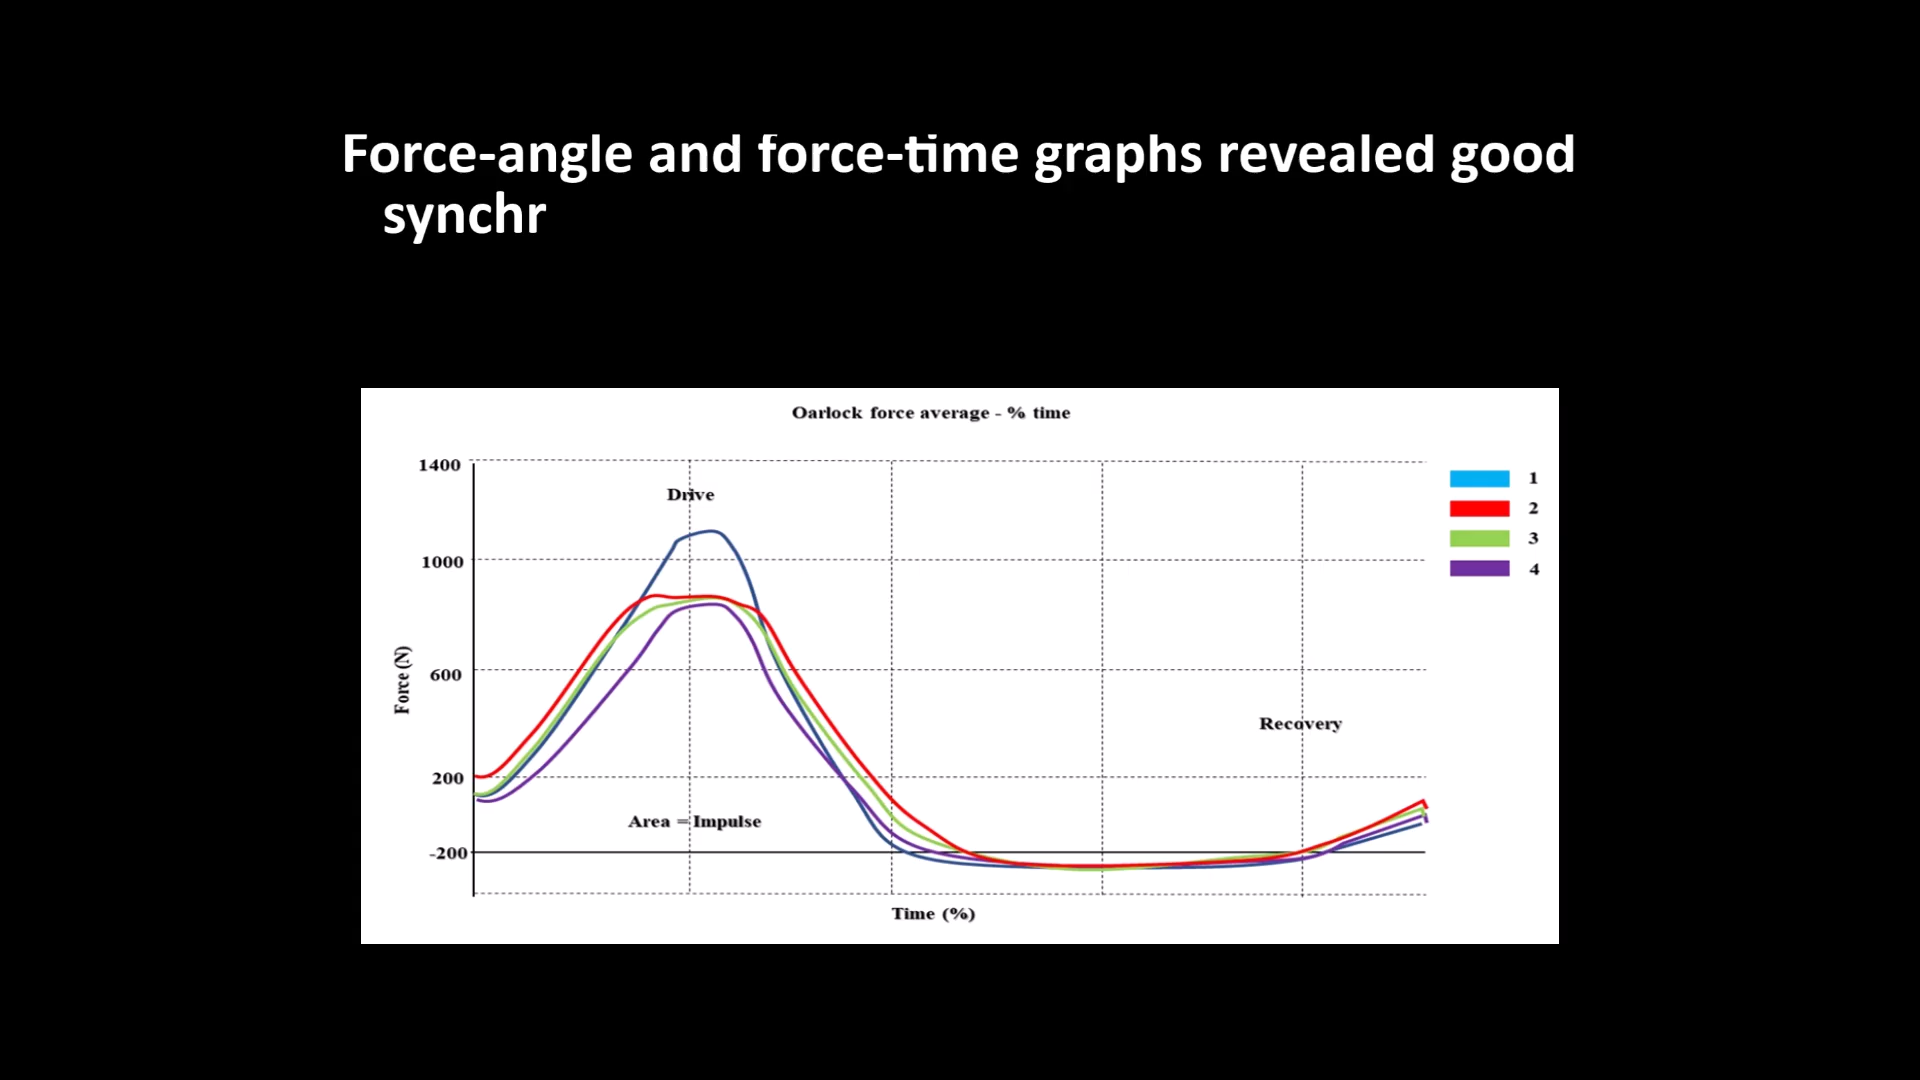 Force-angle and force-time graphs revealed good
synchr
Oarlock force average - % time
1400
1000
600
200
-200
Force (N)
Drive
Area = Impulse
Recovery
Time (%)
1
2
3
4